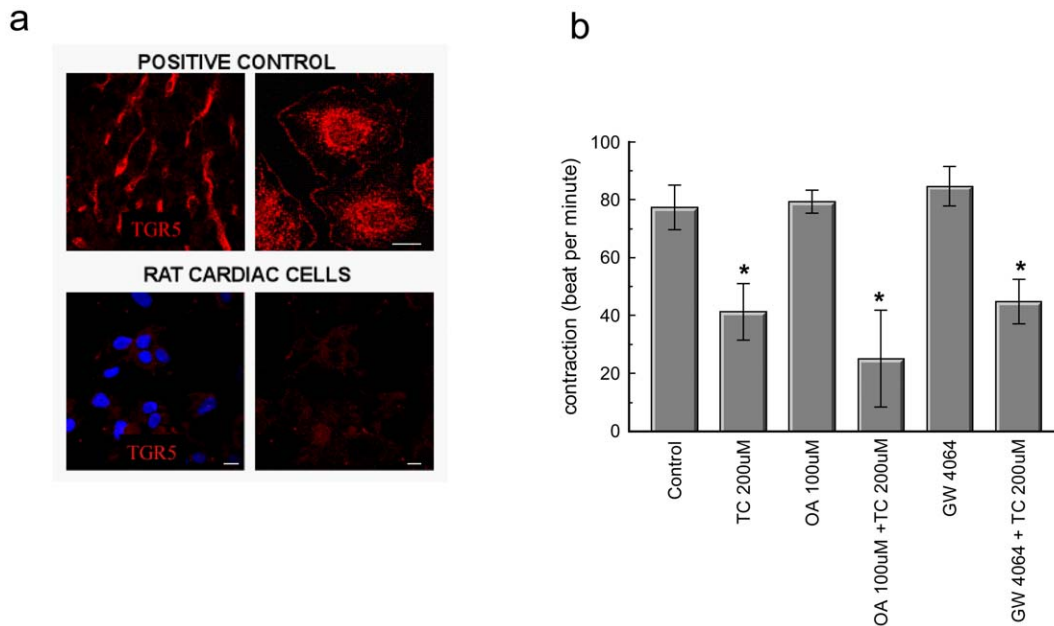 a
POSITIVE CONTROL
TGR5
RAT CARDIAC CELLS
TGR5
b
contraction (beat per minute)
100
80
60
40
20
0
*
*
*
Control
TC 200uM
OA 100uM
OA 100uM +TC 200uM
GW 4064
GW 4064 + TC 200uM